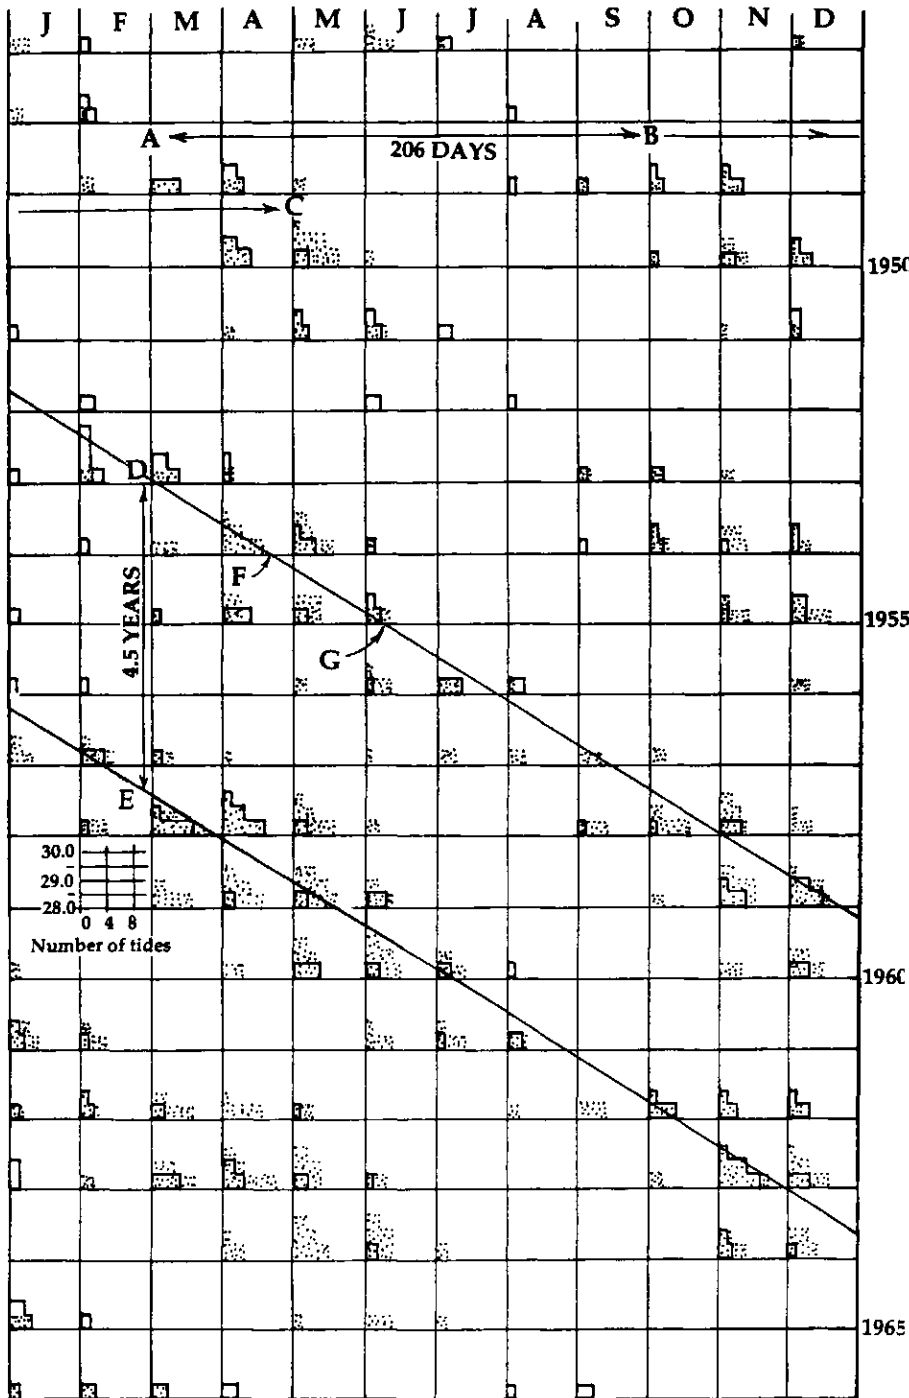 J F M A M J J A S O N D
A B
206 DAYS
C
1950
D
F
4.5 YEARS
1955
G
E
30.0
29.0
28.0
0 4 8
Number of tides
1960
1965